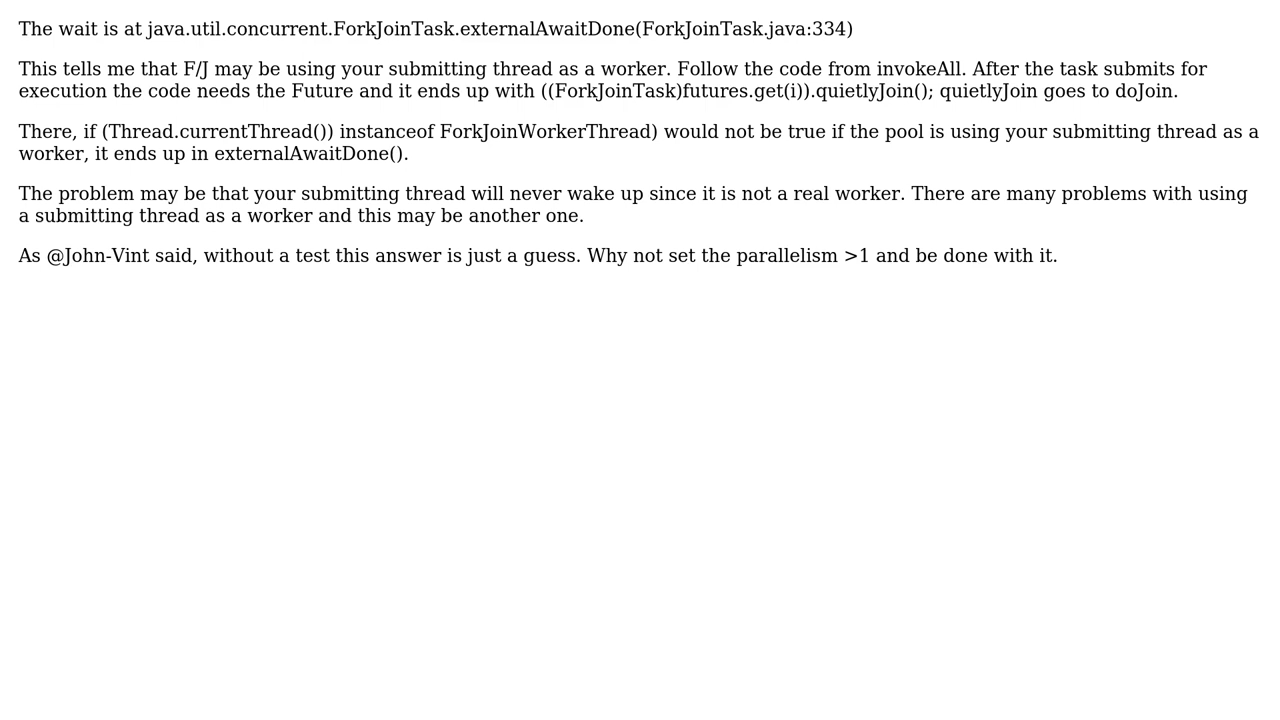 The wait is at java.util.concurrent.ForkJoinTask.externalAwaitDone(ForkJoinTask.java:334)
This tells me that F/J may be using your submitting thread as a worker. Follow the code from invokeAll. After the task submits for
execution the code needs the Future and it ends up with ((ForkJoinTask)futures.get(i)).quietlyJoin(); quietlyJoin goes to doJoin.
There, if (Thread.currentThread()) instanceof ForkJoinWorkerThread) would not be true if the pool is using your submitting thread as a
worker, it ends up in externalAwaitDone().
The problem may be that your submitting thread will never wake up since it is not a real worker. There are many problems with using
a submitting thread as a worker and this may be another one.
As @John-Vint said, without a test this answer is just a guess. Why not set the parallelism >1 and be done with it.